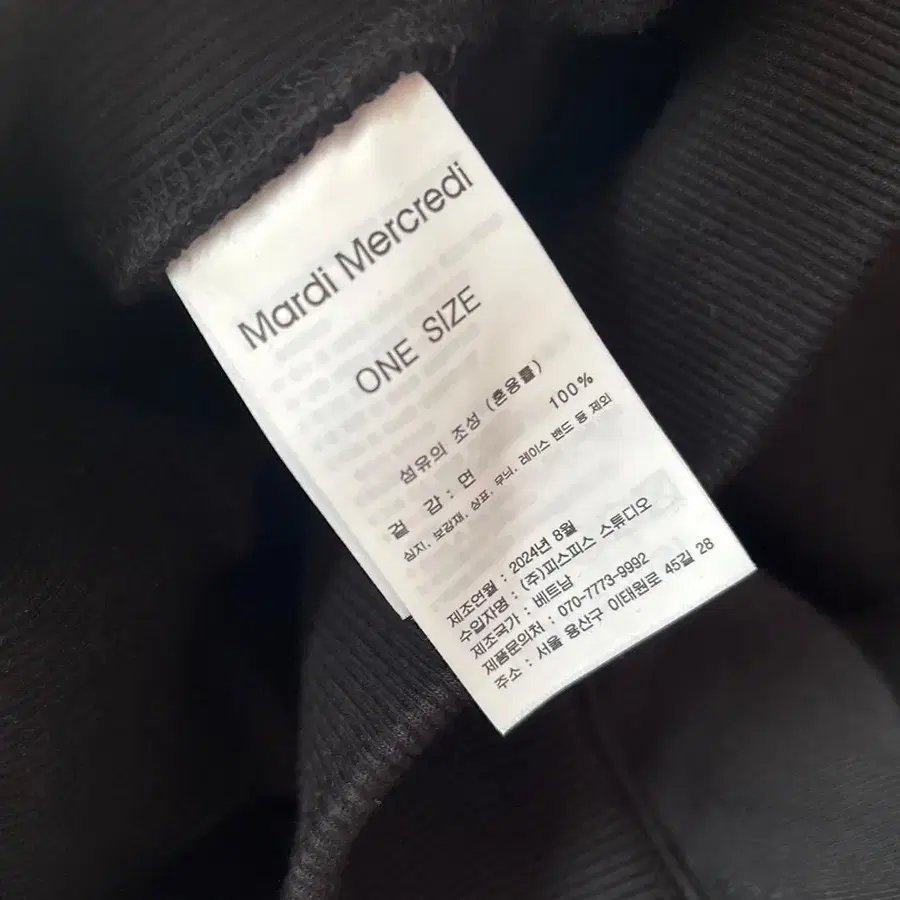 Mardi Mercredi
ONE SIZE
섬유의 조성 (혼용률)
겉 감 : 면 100%
심지, 보강재, 상표, 무늬, 레이스 밴드 등 제외
제조연월 : 2024년 8월
수입자명 : (주)피스피스 스튜디오
제조국가 : 베트남
제품문의처 : 070-7773-9992
주소 : 서울 용산구 이태원로 45길 28